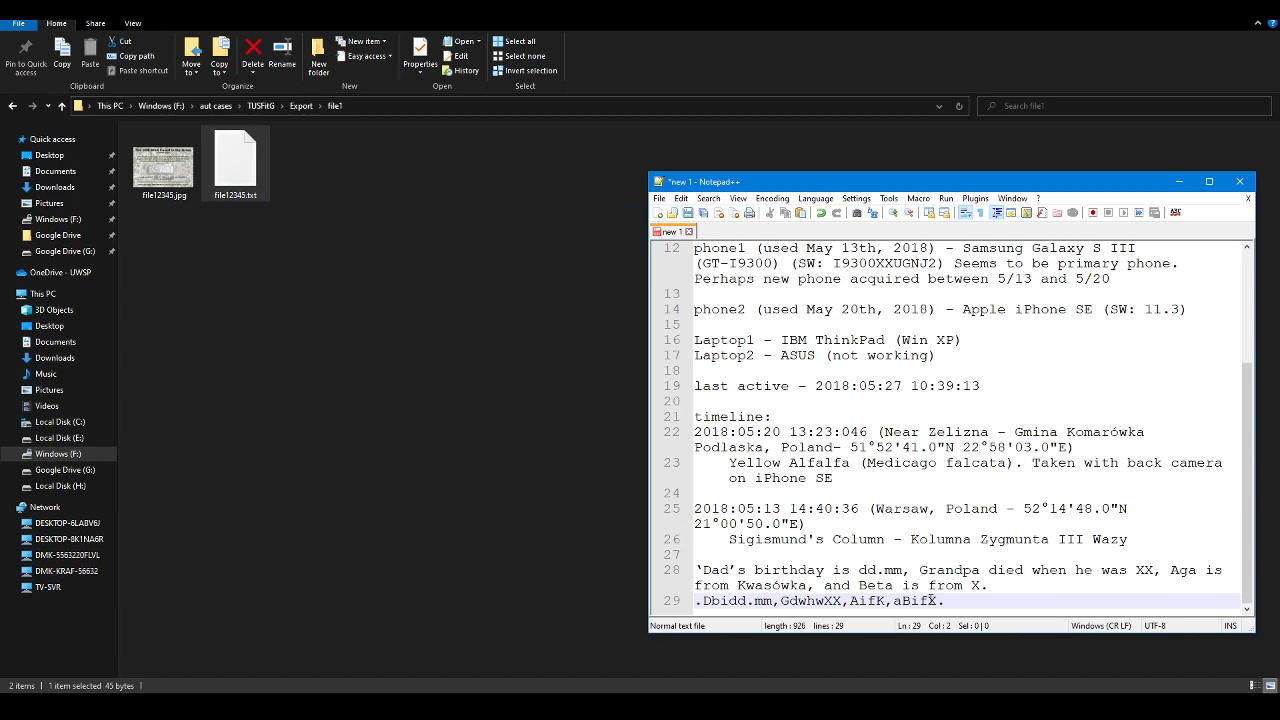 File Home Share View
Pin to Quick access
Copy
Paste
Cut
Copy path
Paste shortcut
Clipboard
Move to
Copy to
Delete
Rename
Organize
New folder
New item
Easy access
New
Properties
Open
Edit
History
Open
Select all
Select none
Invert selection
Select
This PC > Windows (F:) > aut cases > TUSFitG > Export > file1
Search file1
Quick access
Desktop
Documents
Downloads
Pictures
Windows (F:)
Google Drive
Google Drive (G:)
OneDrive - UWSP
This PC
3D Objects
Desktop
Documents
Downloads
Music
Pictures
Videos
Local Disk (C:)
Local Disk (E:)
Windows (F:)
Google Drive (G:)
Local Disk (H:)
Network
DESKTOP-6LABV6J
DESKTOP-8K1NA6R
DMK-5563220FLVL
DMK-KRAF-56632
TV-SVR
file12345.jpg
file12345.txt
*new 1 - Notepad++
File Edit Search View Encoding Language Settings Tools Macro Run Plugins Window ? X
new 1
12 phone1 (used May 13th, 2018) - Samsung Galaxy S III
(GT-I9300) (SW: I9300XXUGNJ2) Seems to be primary phone.
Perhaps new phone acquired between 5/13 and 5/20
13
14 phone2 (used May 20th, 2018) - Apple iPhone SE (SW: 11.3)
15
16 Laptop1 - IBM ThinkPad (Win XP)
17 Laptop2 - ASUS (not working)
18
19 last active - 2018:05:27 10:39:13
20
21 timeline:
22 2018:05:20 13:23:046 (Near Zelizna - Gmina Komarówka
Podlaska, Poland- 51°52'41.0"N 22°58'03.0"E)
23 Yellow Alfalfa (Medicago falcata). Taken with back camera
on iPhone SE
24
25 2018:05:13 14:40:36 (Warsaw, Poland - 52°14'48.0"N
21°00'50.0"E)
26 Sigismund's Column - Kolumna Zygmunta III Wazy
27
28 ‘Dad’s birthday is dd.mm, Grandpa died when he was XX, Aga is
from Kwasówka, and Beta is from X.
29 .Dbidd.mm,GdwhwXX,AifK,aBifX.
Normal text file length : 926 lines : 29 Ln : 29 Col : 2 Sel : 0 | 0 Windows (CR LF) UTF-8 INS
2 items 1 item selected 45 bytes